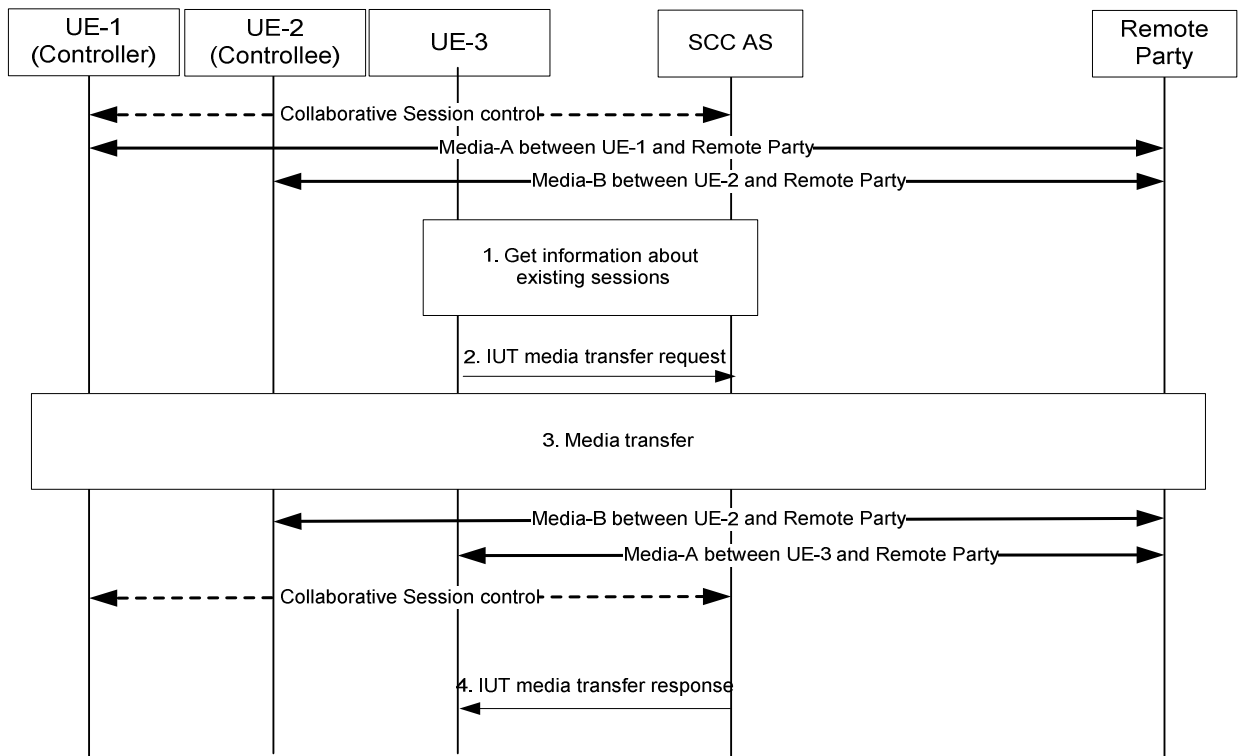 UE-1
(Controller)
UE-2
(Controllee)
UE-3
SCC AS
Remote
Party
Collaborative Session control
Media-A between UE-1 and Remote Party
Media-B between UE-2 and Remote Party
1. Get information about
existing sessions
2. IUT media transfer request
3. Media transfer
Media-B between UE-2 and Remote Party
Media-A between UE-3 and Remote Party
Collaborative Session control
4. IUT media transfer response